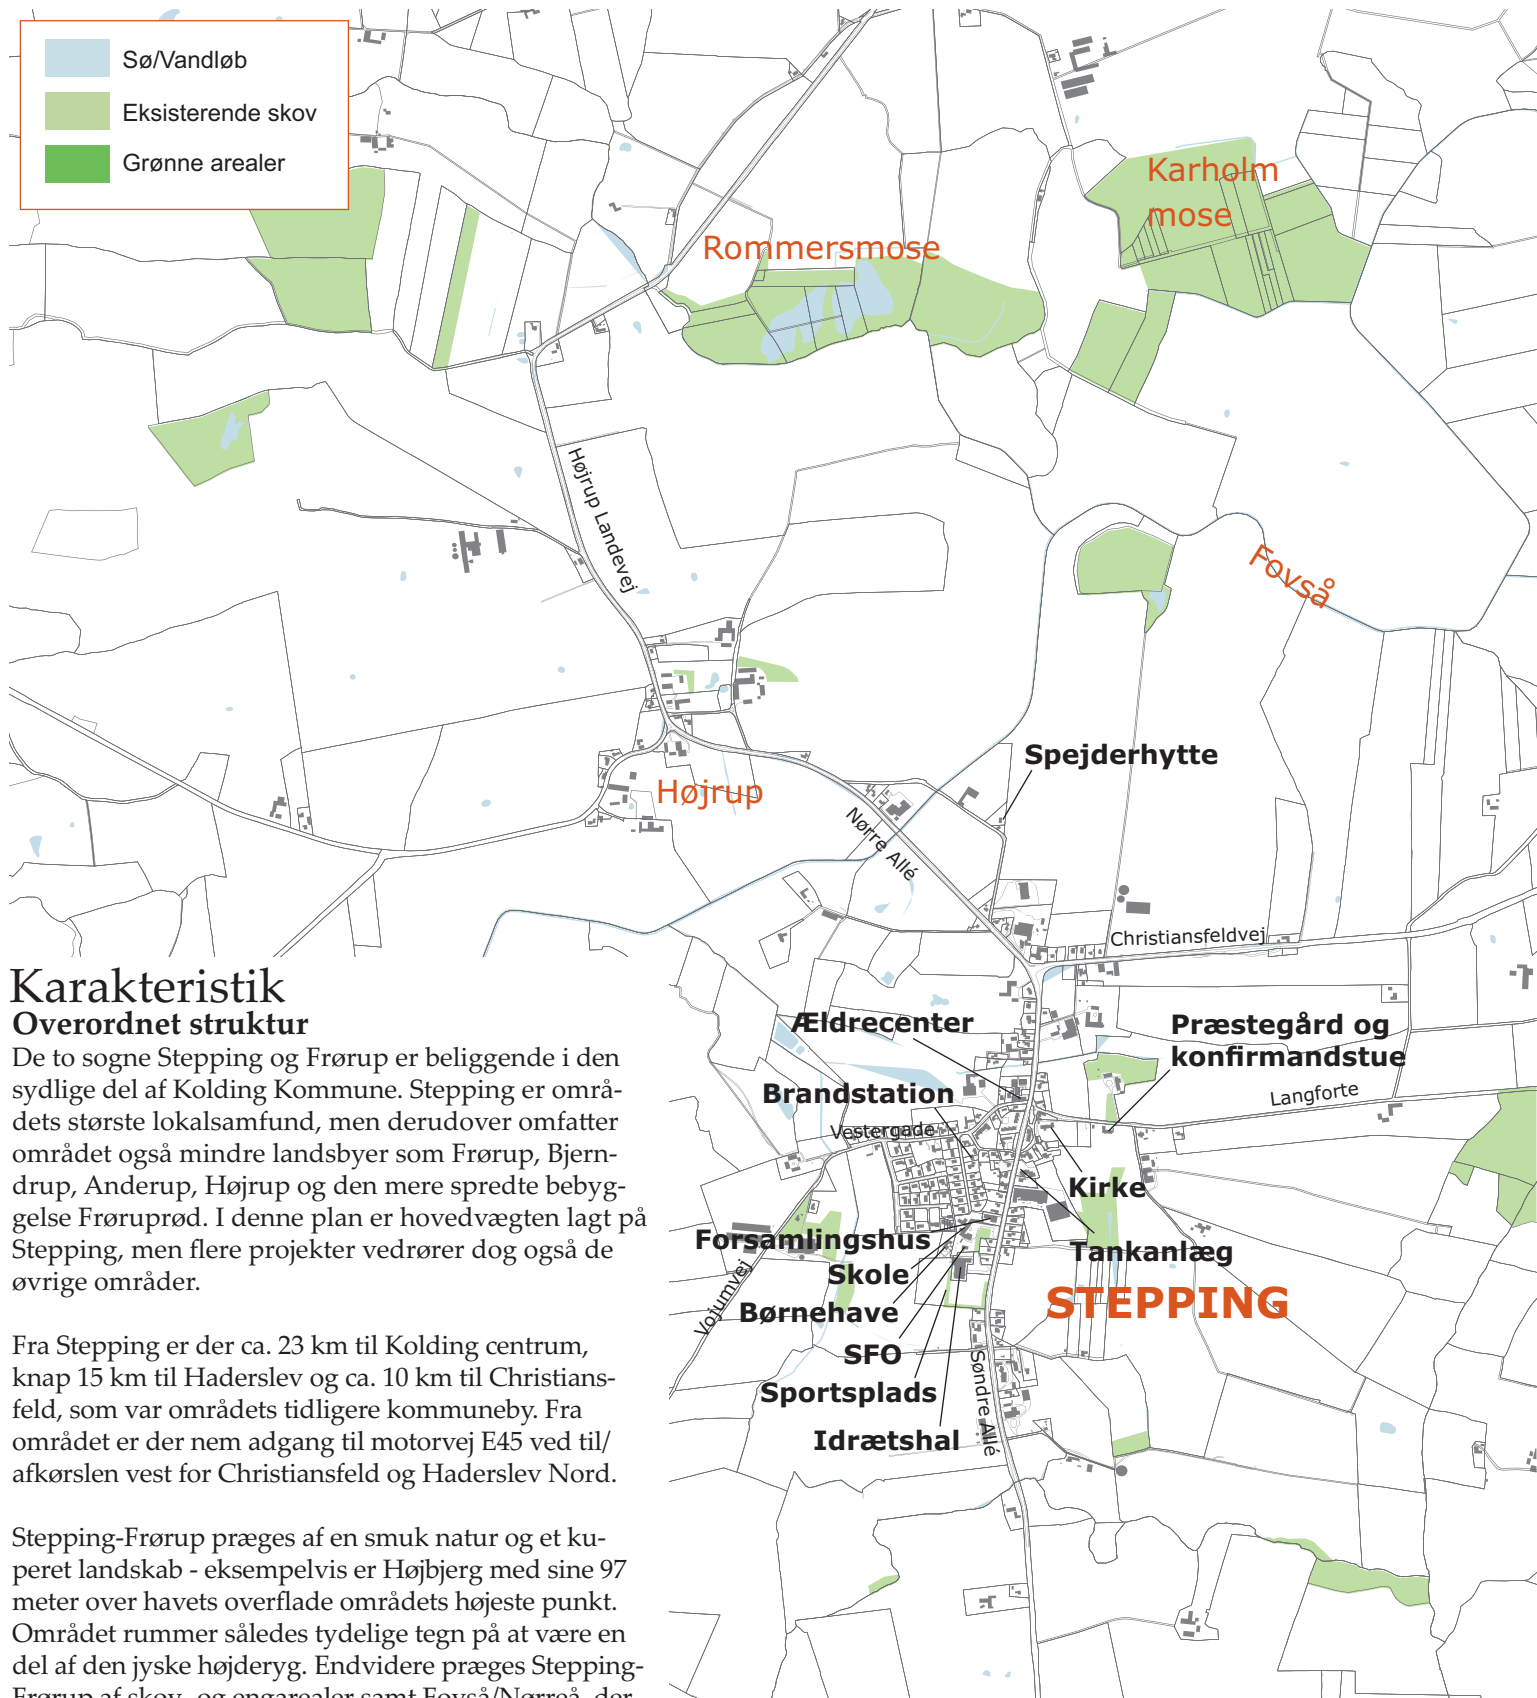 Sø/Vandløb
Eksisterende skov
Grønne arealer
Karholm
mose
Rommersmose
Højrup Landevej
Fovså
Spejderhytte
Højrup
Nørre Allé
Christiansfeldvej
Karakteristik
Overordnet struktur
De to sogne Stepping og Frørup er beliggende i den
sydlige del af Kolding Kommune. Stepping er områ-
dets største lokalsamfund, men derudover omfatter
området også mindre landsbyer som Frørup, Bjern-
drup, Anderup, Højrup og den mere spredte bebyg-
gelse Frøruprød. I denne plan er hovedvægten lagt på
Stepping, men flere projekter vedrører dog også de
øvrige områder.
Fra Stepping er der ca. 23 km til Kolding centrum,
knap 15 km til Haderslev og ca. 10 km til Christians-
feld, som var områdets tidligere kommuneby. Fra
området er der nem adgang til motorvej E45 ved til/
afkørslen vest for Christiansfeld og Haderslev Nord.
Stepping-Frørup præges af en smuk natur og et ku-
peret landskab - eksempelvis er Højbjerg med sine 97
meter over havets overflade områdets højeste punkt.
Området rummer således tydelige tegn på at være en
del af den jyske højderyg. Endvidere præges Stepping-
Frørup af skov- og engarealer samt Fovså/Nørreå, der
Ældrecenter
Præstegård og
konfirmandstue
Brandstation
Langforte
Vestergade
Kirke
Forsamlingshus
Tankanlæg
Skole
Vojumvej
STEPPING
Børnehave
SFO
Sportsplads
Søndre Allé
Idrætshal